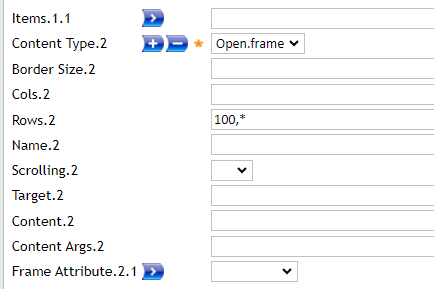 Items.1.1
Content Type.2 * Open.frame
Border Size.2
Cols.2
Rows.2 100,*
Name.2
Scrolling.2
Target.2
Content.2
Content Args.2
Frame Attribute.2.1